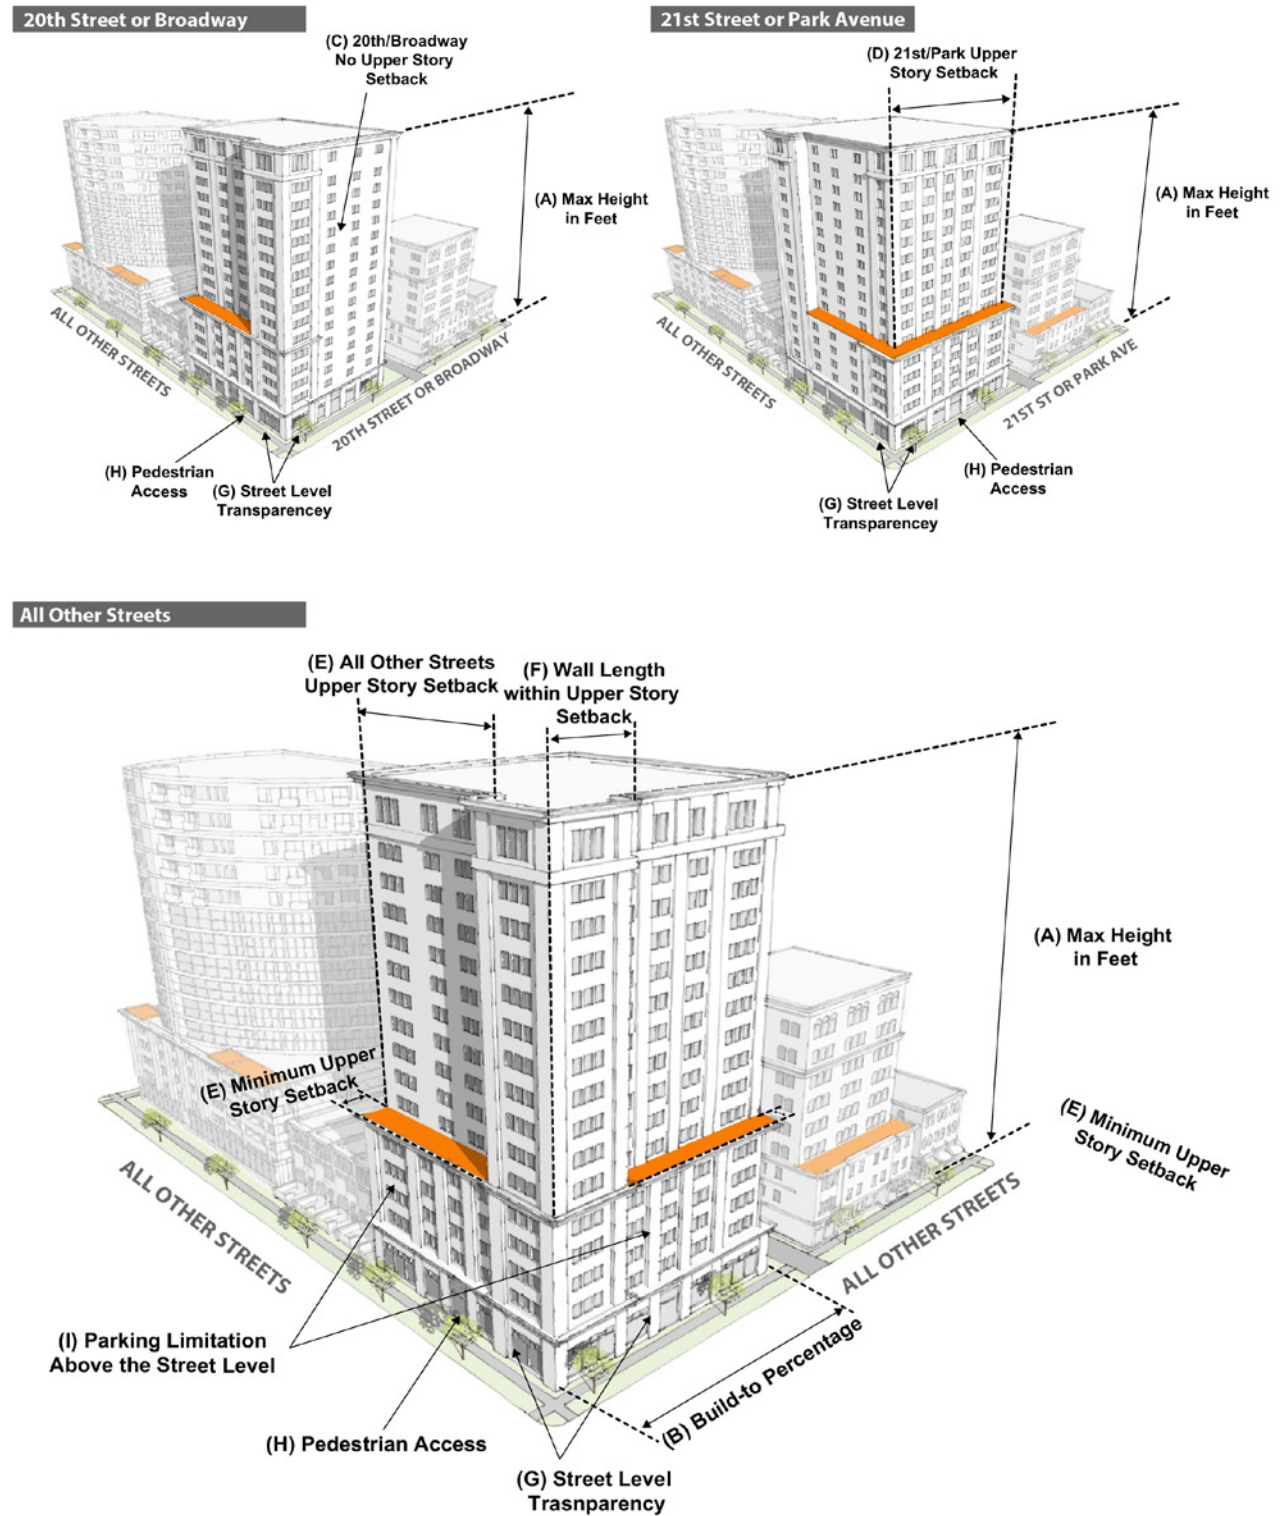 20th Street or Broadway
(C) 20th/Broadway
No Upper Story
Setback
(A) Max Height
in Feet
ALL OTHER STREETS
20TH STREET OR BROADWAY
(H) Pedestrian
Access
(G) Street Level
Transparencey
21st Street or Park Avenue
(D) 21st/Park Upper
Story Setback
(A) Max Height
in Feet
ALL OTHER STREETS
21ST ST OR PARK AVE
(H) Pedestrian
Access
(G) Street Level
Transparencey
All Other Streets
(E) All Other Streets
Upper Story Setback
(F) Wall Length
within Upper Story
Setback
(A) Max Height
in Feet
(E) Minimum Upper
Story Setback
(E) Minimum Upper
Story Setback
ALL OTHER STREETS
ALL OTHER STREETS
(I) Parking Limitation
Above the Street Level
(B) Build-to Percentage
(H) Pedestrian Access
(G) Street Level
Trasnparency